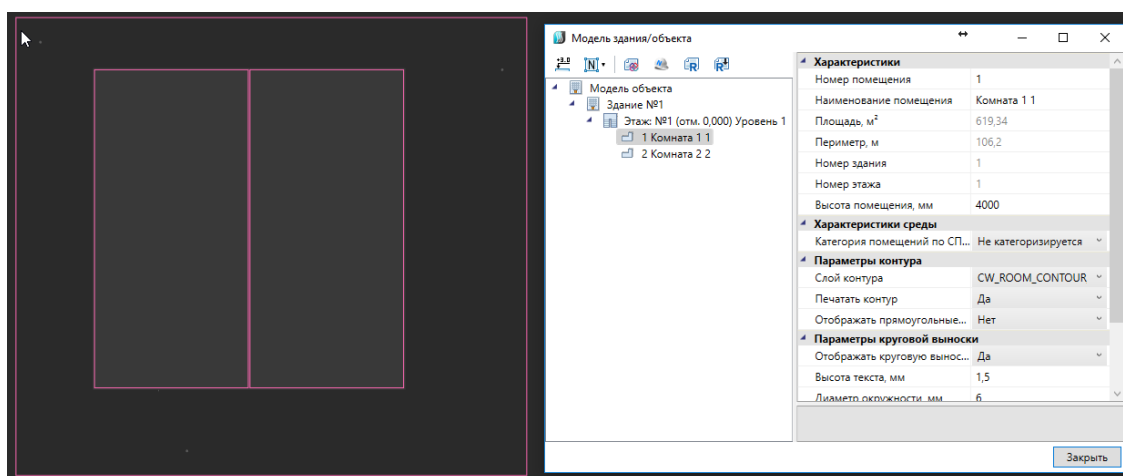 Модель здания/объекта
Модель объекта
Здание №1
Этаж: №1 (отм. 0,000) Уровень 1
1 Комната 1 1
2 Комната 2 2
Характеристики
Номер помещения 1
Наименование помещения Комната 1 1
Площадь, м² 619,34
Периметр, м 106,2
Номер здания 1
Номер этажа 1
Высота помещения, мм 4000
Характеристики среды
Категория помещений по СП... Не категоризируется
Параметры контура
Слой контура CW_ROOM_CONTOUR
Печатать контур Да
Отображать прямоугольные... Нет
Параметры круговой выноски
Отображать круговую вынос... Да
Высота текста, мм 1,5
Диаметр окружности, мм 6
Закрыть